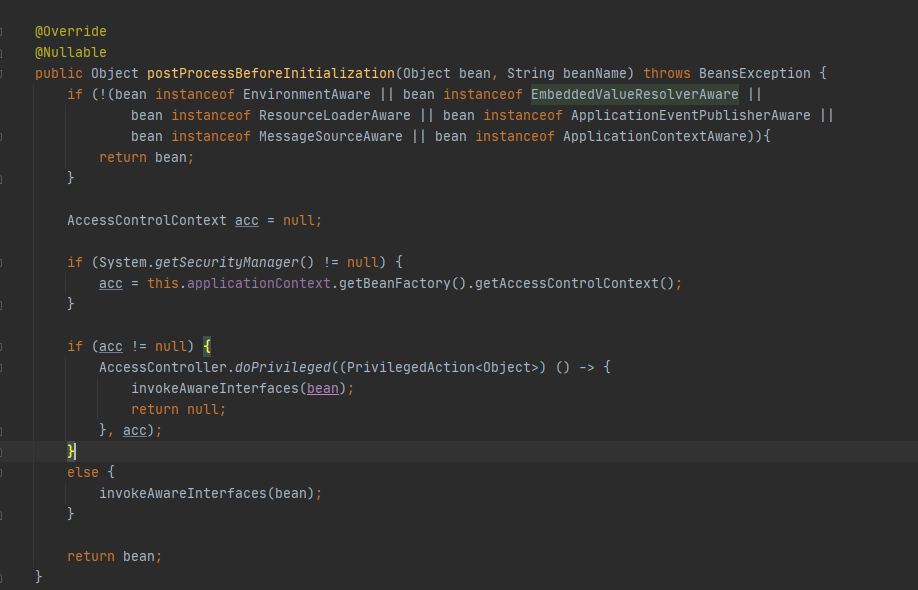 @Override
@Nullable
public Object postProcessBeforeInitialization(Object bean, String beanName) throws BeansException {
if (!(bean instanceof EnvironmentAware || bean instanceof EmbeddedValueResolverAware ||
bean instanceof ResourceLoaderAware || bean instanceof ApplicationEventPublisherAware ||
bean instanceof MessageSourceAware || bean instanceof ApplicationContextAware)){
return bean;
}
AccessControlContext acc = null;
if (System.getSecurityManager() != null) {
acc = this.applicationContext.getBeanFactory().getAccessControlContext();
}
if (acc != null) {
AccessController.doPrivileged((PrivilegedAction<Object>) () -> {
invokeAwareInterfaces(bean);
return null;
}, acc);
}
else {
invokeAwareInterfaces(bean);
}
return bean;
}